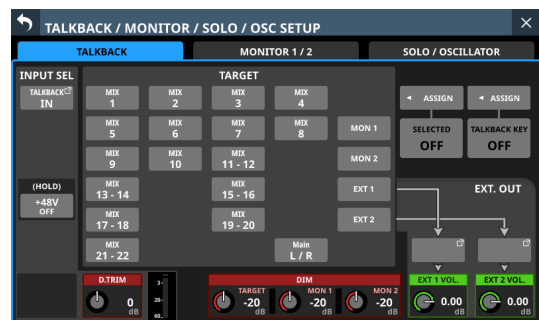 TALKBACK / MONITOR / SOLO / OSC SETUP
TALKBACK
MONITOR 1 / 2
SOLO / OSCILLATOR
INPUT SEL
TARGET
TALKBACK
IN
MIX
1
MIX
2
MIX
3
MIX
4
ASSIGN
ASSIGN
MIX
5
MIX
6
MIX
7
MIX
8
MON 1
SELECTED
OFF
TALKBACK KEY
OFF
MIX
9
MIX
10
MIX
11 - 12
MON 2
(HOLD)
+48V
OFF
MIX
13 - 14
MIX
15 - 16
EXT 1
EXT. OUT
MIX
17 - 18
MIX
19 - 20
EXT 2
MIX
21 - 22
Main
L / R
D.TRIM
0
dB
3-
20-
60-
DIM
TARGET
-20
dB
MON 1
-20
dB
MON 2
-20
dB
EXT 1 VOL.
0.00
dB
EXT 2 VOL.
0.00
dB